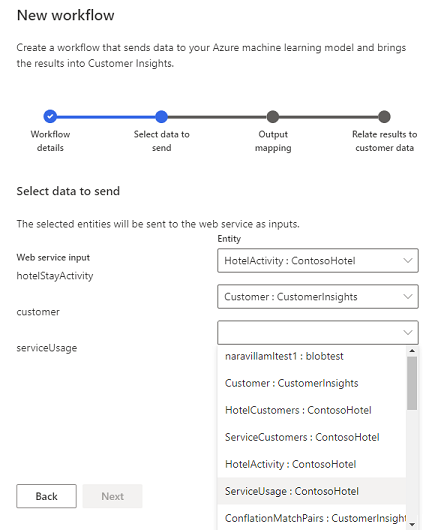 New workflow
Create a workflow that sends data to your Azure machine learning model and brings
the results into Customer Insights.
Workflow details
Select data to send
Output mapping
Relate results to customer data
Select data to send
The selected entities will be sent to the web service as inputs.
Entity
Web service input
hotelStayActivity
HotelActivity : ContosoHotel
customer
Customer : CustomerInsights
serviceUsage
naravillamltest1 : blobtest
Customer : CustomerInsights
HotelCustomers : ContosoHotel
ServiceCustomers : ContosoHotel
HotelActivity : ContosoHotel
ServiceUsage : ContosoHotel
ConflationMatchPairs : CustomerInsight
Back
Next